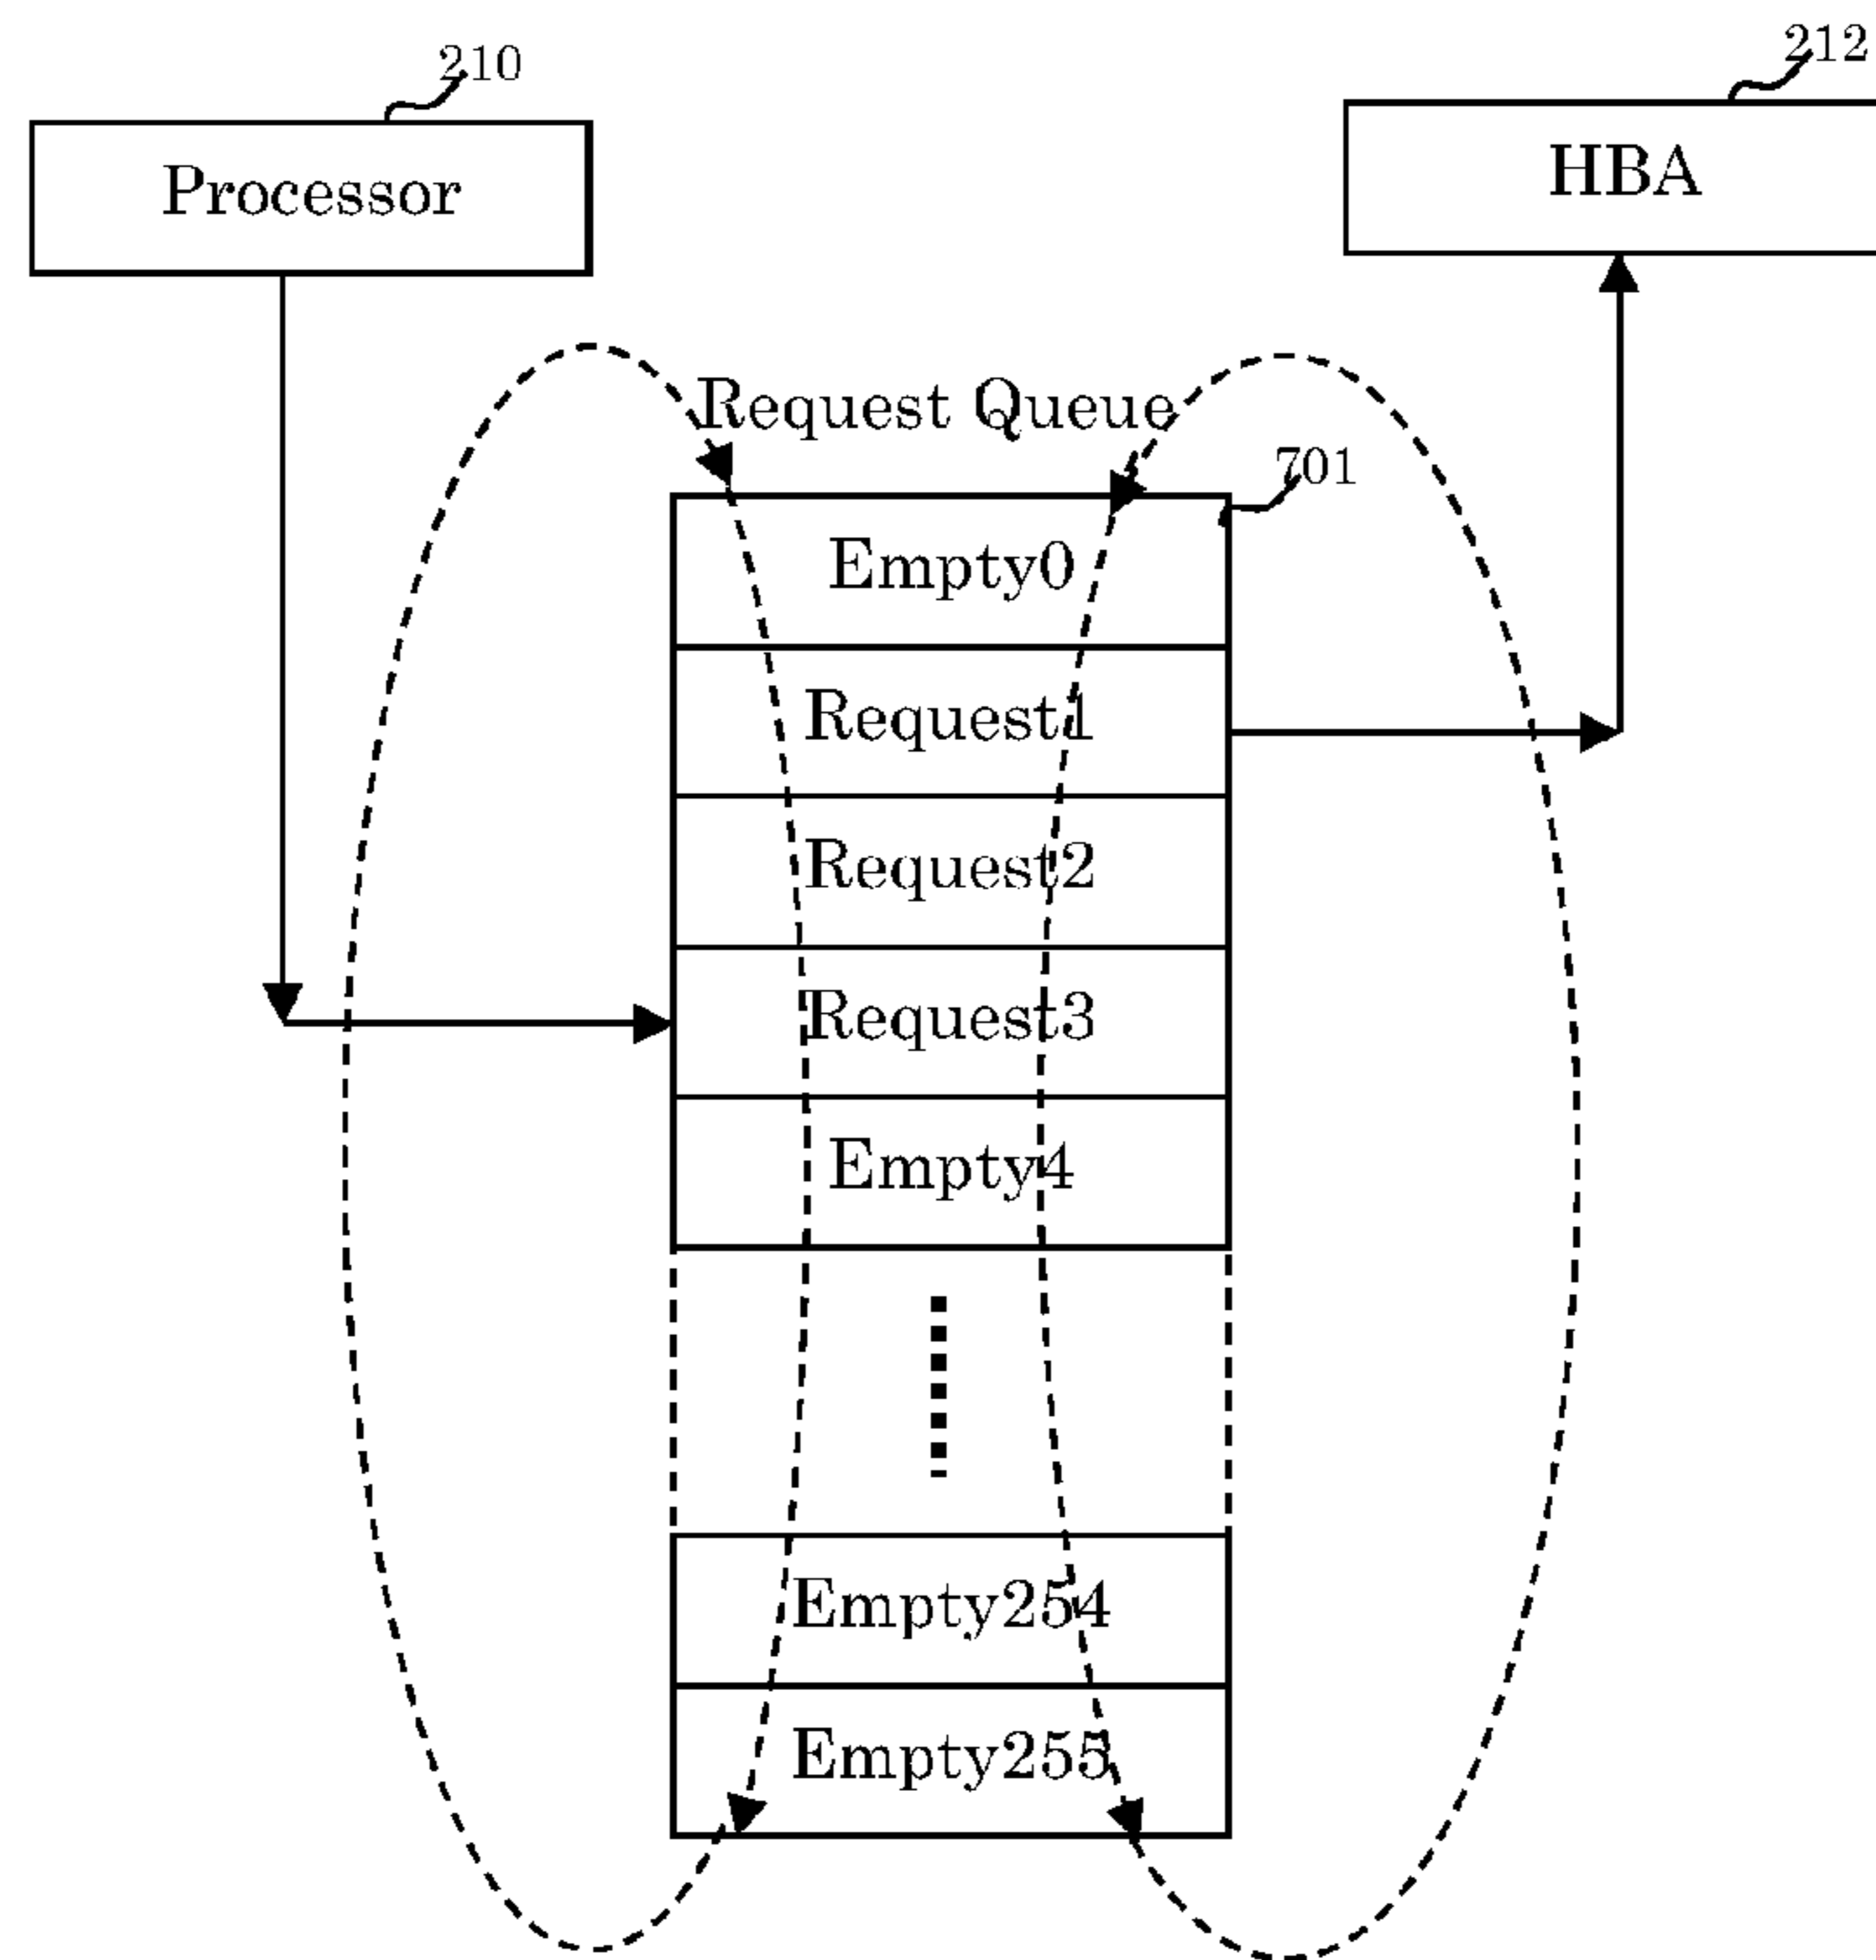 210
212
Processor
HBA
Request Queue
701
Empty0
Request1
Request2
Request3
Empty4
Empty254
Empty255